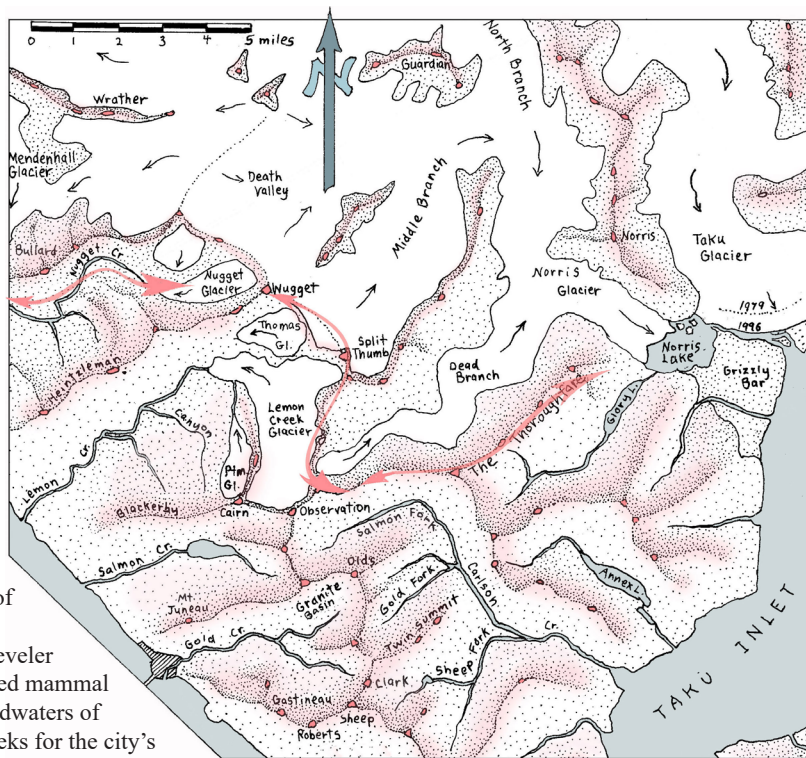 0 1 2 3 4 5 miles
N
North Branch
Guardian
Wrather
Mendenhall
Glacier
Death
Valley
Middle Branch
Bullard
Nugget Cr
Nugget
Glacier
Nugget
Norris
Taku
Glacier
Norris
Glacier
1979
1996
Thomas
Gl.
Split
Thumb
Norris
Lake
Grizzly
Bar
Heintzleman
Dead
Branch
Lemon
Creek
Glacier
The Thoroughfare
Glory L.
Canyon
Ptm
Gl.
Lemon Cr.
Blackerby
Cairn
Observation
Salmon Fork
Salmon Cr.
Olds
Carlson
Cr.
Annex L.
Mt
Juneau
Granite
Basin
Gold Fork
Gold Cr.
Twin Summit
Sheep Fork
TAKU INLET
Clark
Gastineau
Sheep
Roberts
of
eveler
ed mammal
dwaters of
eks for the city's